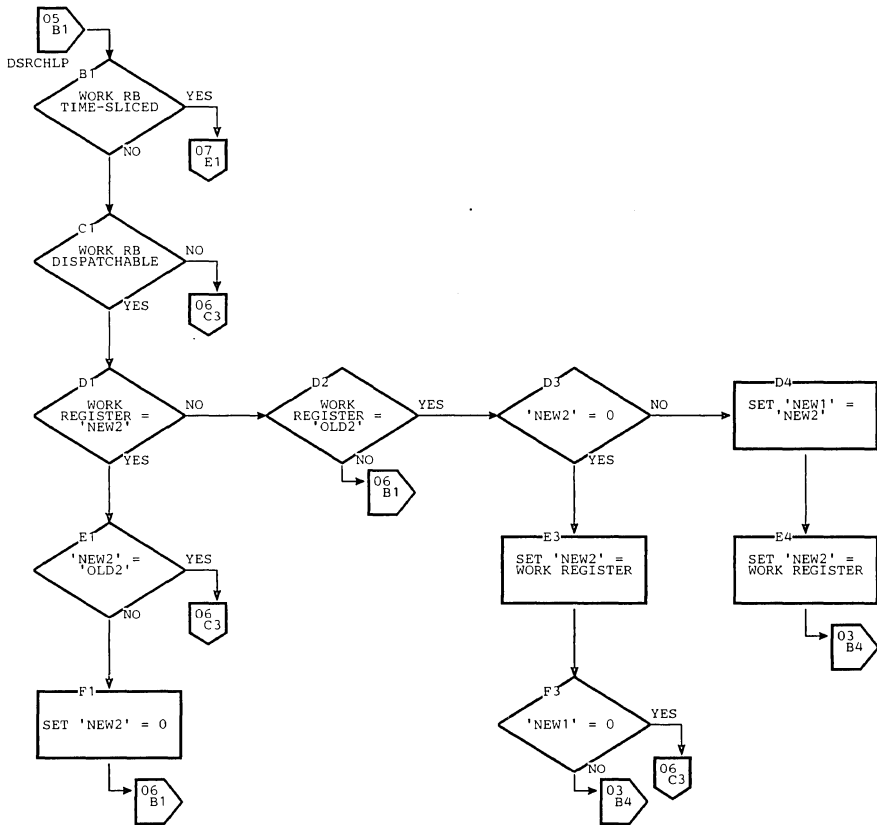 05
B1
DSRCHLP
B1
WORK RB
TIME-SLICED
YES
NO
07
E1
C1
WORK RB
DISPATCHABLE
NO
YES
06
C3
D1
WORK
REGISTER =
'NEW2'
NO
YES
D2
WORK
REGISTER =
'OLD2'
YES
NO
06
B1
D3
'NEW2' = 0
NO
YES
D4
SET 'NEW1' =
'NEW2'
E1
'NEW2' =
'OLD2'
YES
NO
06
C3
E3
SET 'NEW2' =
WORK REGISTER
E4
SET 'NEW2' =
WORK REGISTER
03
B4
F1
SET 'NEW2' = 0
06
B1
F3
'NEW1' = 0
YES
NO
06
C3
03
B4